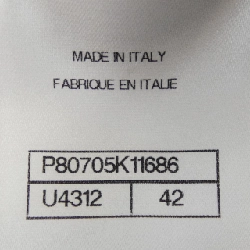 MADE IN ITALY
FABRIQUE EN ITALIE
P80705K11686
U4312 42